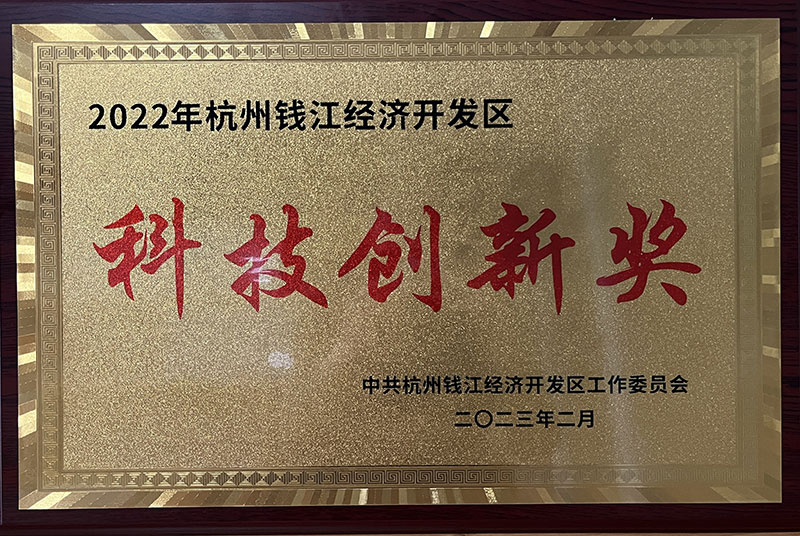 2022年杭州钱江经济开发区
科技创新奖
中共杭州钱江经济开发区工作委员会
二〇二三年二月